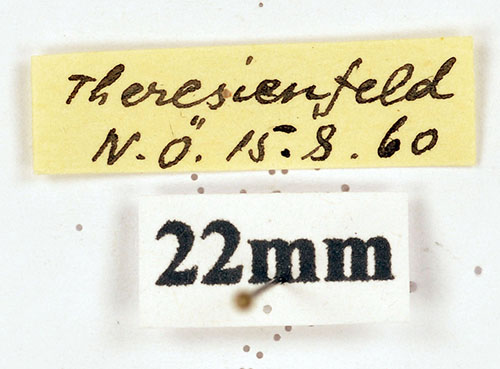 Theresienfeld
N.Ö. 15.8.60
22mm